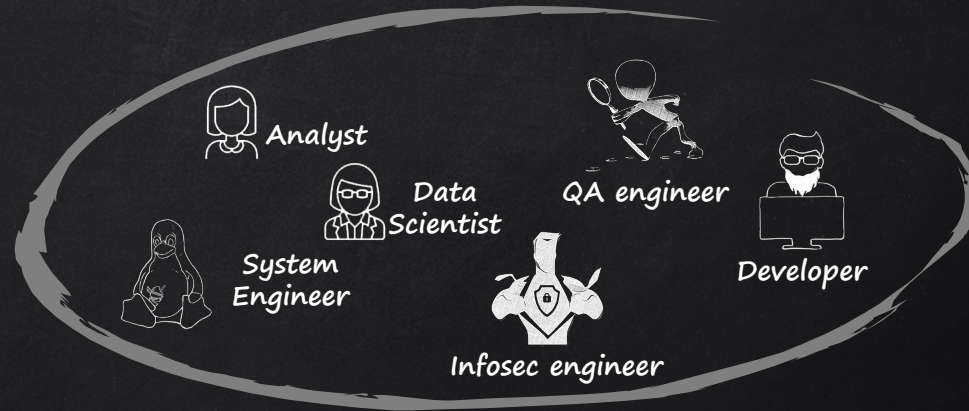 Analyst
Data
Scientist
QA engineer
System
Engineer
Developer
Infosec engineer